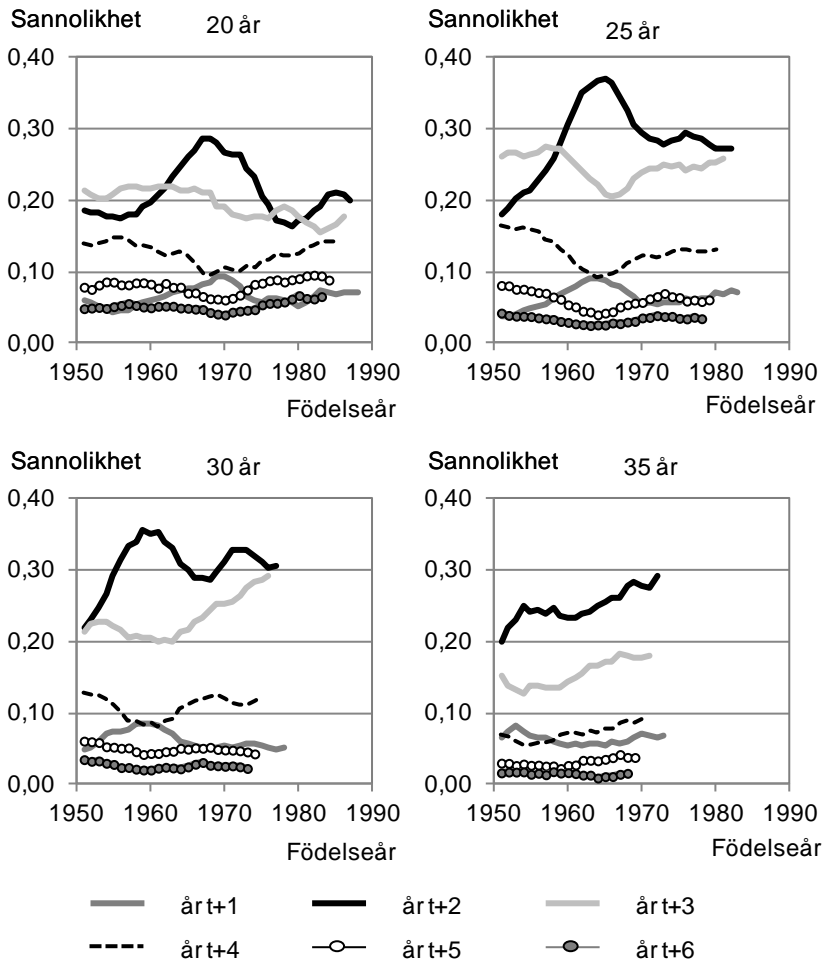 Sannolikhet 20 år
0,40
0,30
0,20
0,10
0,00
1950 1960 1970 1980 1990
Födelseår
Sannolikhet 25 år
0,40
0,30
0,20
0,10
0,00
1950 1960 1970 1980 1990
Födelseår
Sannolikhet 30 år
0,40
0,30
0,20
0,10
0,00
1950 1960 1970 1980 1990
Födelseår
Sannolikhet 35 år
0,40
0,30
0,20
0,10
0,00
1950 1960 1970 1980 1990
Födelseår
år t+1 år t+2 år t+3
år t+4 år t+5 år t+6